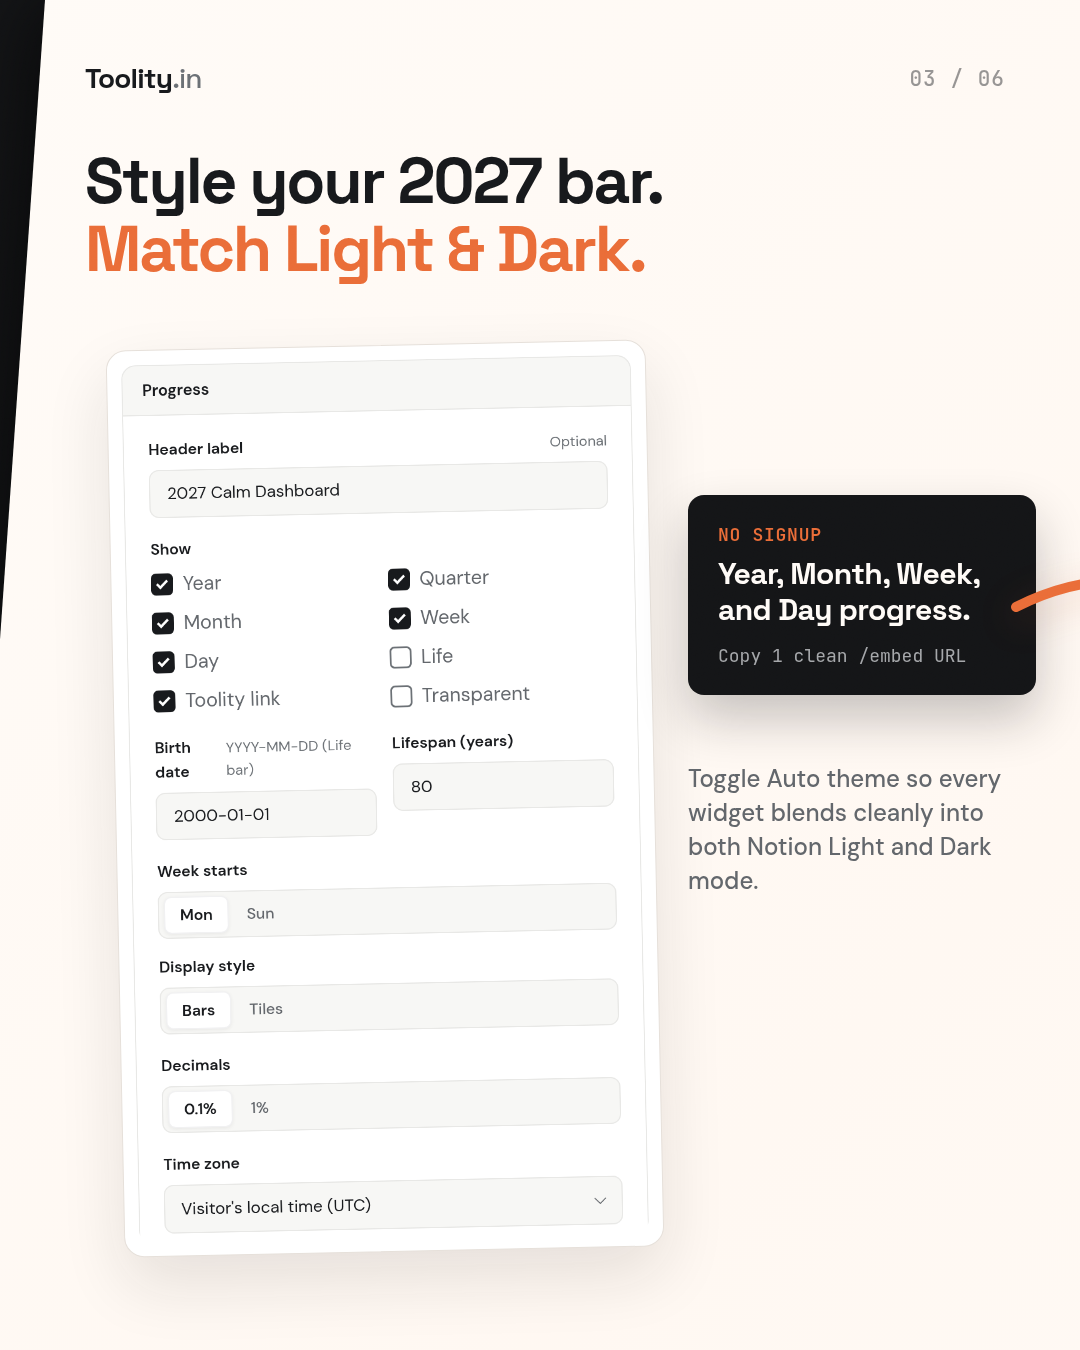 Toolity.in
03 / 06
Style your 2027 bar.
Match Light & Dark.
Progress
Header label
Optional
2027 Calm Dashboard
Show
Year
Quarter
Month
Week
Day
Life
Toolity link
Transparent
Birth date
YYYY-MM-DD (Life bar)
2000-01-01
Lifespan (years)
80
Week starts
Mon
Sun
Display style
Bars
Tiles
Decimals
0.1%
1%
Time zone
Visitor's local time (UTC)
NO SIGNUP
Year, Month, Week,
and Day progress.
Copy 1 clean /embed URL
Toggle Auto theme so every
widget blends cleanly into
both Notion Light and Dark
mode.